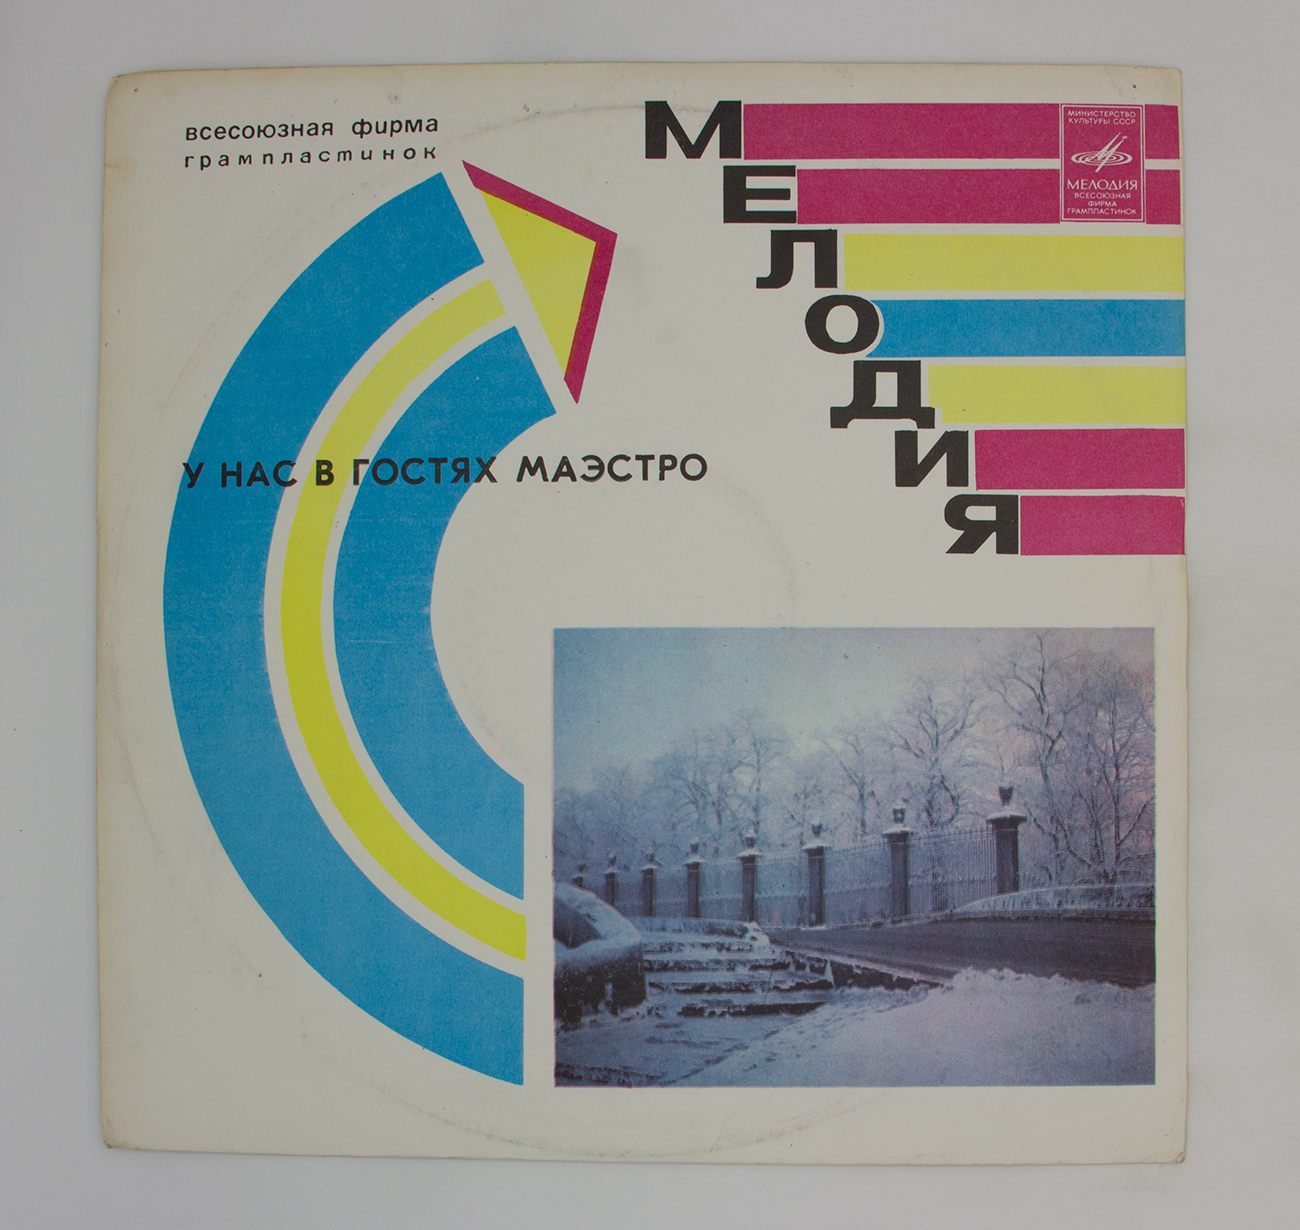 всесоюзная фирма
грампластинок
МЕЛОДИЯ
МИНИСТЕРСТВО
КУЛЬТУРЫ СССР
МЕЛОДИЯ
ВСЕСОЮЗНАЯ
ФИРМА
ГРАМПЛАСТИНОК
У НАС В ГОСТЯХ МАЭСТРО